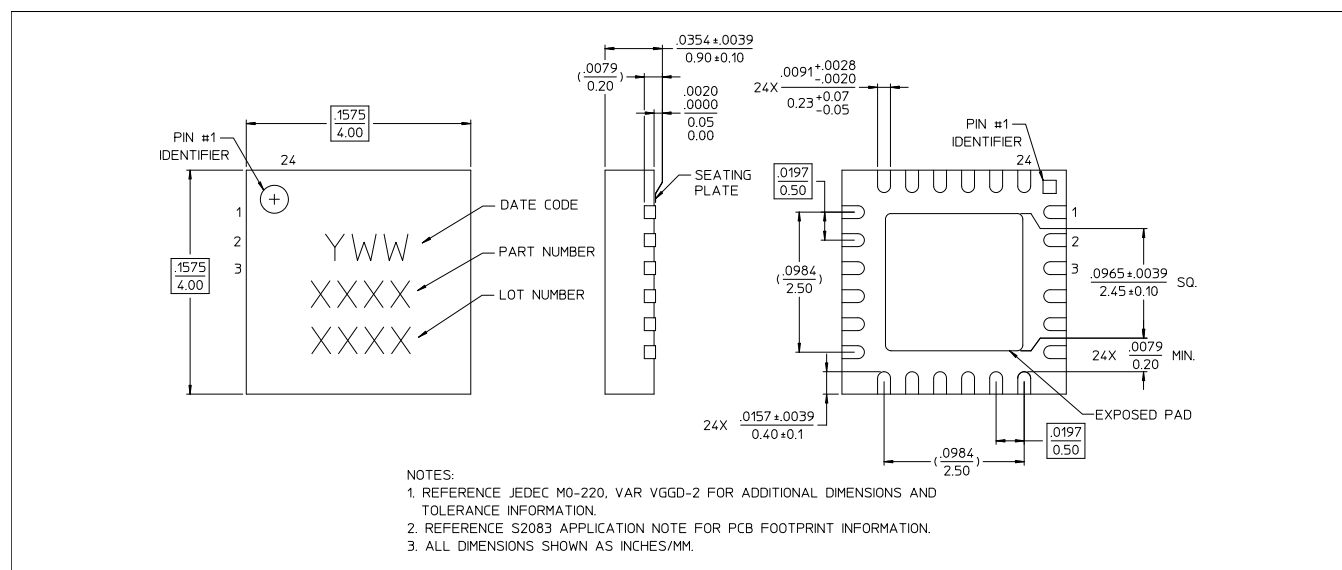 .1575
4.00
PIN #1
IDENTIFIER
24
.1575
4.00
1
2
3
YWW
XXXX
XXXX
DATE CODE
PART NUMBER
LOT NUMBER
.0354±.0039
0.90±0.10
(.0079
0.20)
.0020
.0000
0.05
0.00
SEATING
PLATE
24X .0091 +.0028
-.0020
0.23 +0.07
-0.05
PIN #1
IDENTIFIER
24
.0197
0.50
1
2
3
(.0984
2.50)
.0965±.0039
2.45±0.10 SQ.
24X .0079
0.20 MIN.
EXPOSED PAD
24X .0157±.0039
0.40±0.1
.0197
0.50
(.0984
2.50)
NOTES:
1. REFERENCE JEDEC MO-220, VAR VGGD-2 FOR ADDITIONAL DIMENSIONS AND
TOLERANCE INFORMATION.
2. REFERENCE S2083 APPLICATION NOTE FOR PCB FOOTPRINT INFORMATION.
3. ALL DIMENSIONS SHOWN AS INCHES/MM.